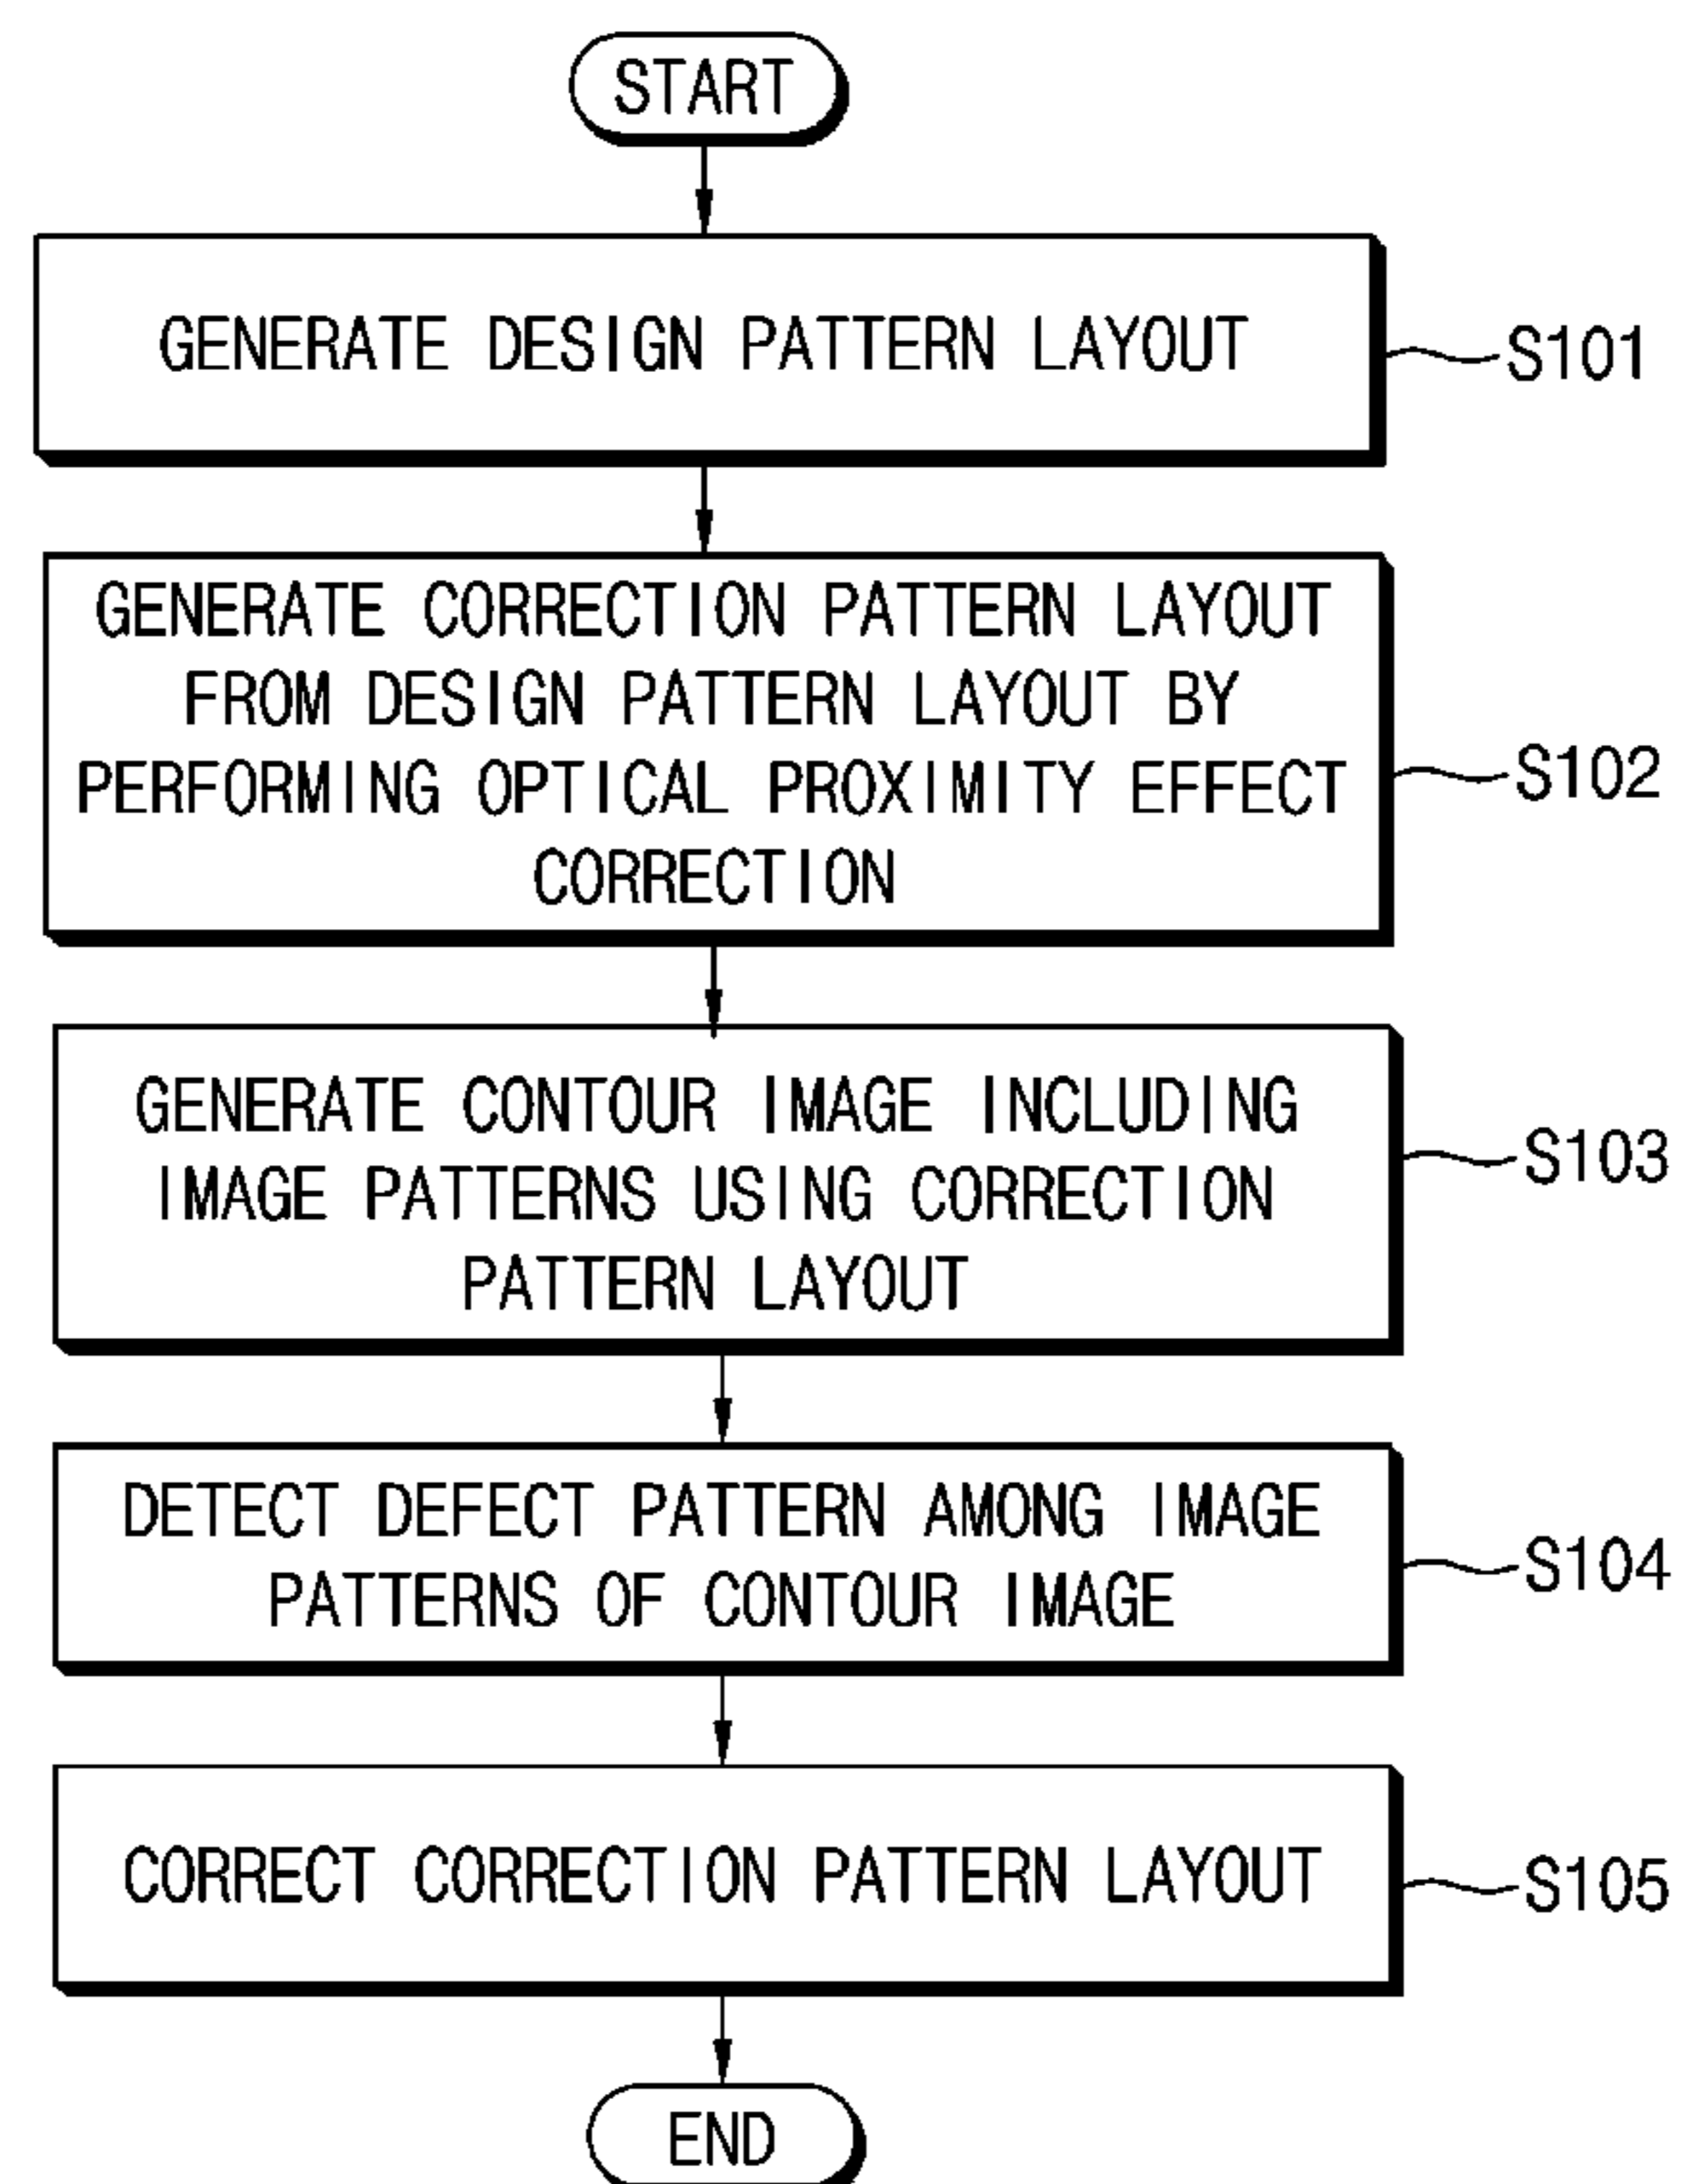 START
GENERATE DESIGN PATTERN LAYOUT
S101
GENERATE CORRECTION PATTERN LAYOUT
FROM DESIGN PATTERN LAYOUT BY
PERFORMING OPTICAL PROXIMITY EFFECT
CORRECTION
S102
GENERATE CONTOUR IMAGE INCLUDING
IMAGE PATTERNS USING CORRECTION
PATTERN LAYOUT
S103
DETECT DEFECT PATTERN AMONG IMAGE
PATTERNS OF CONTOUR IMAGE
S104
CORRECT CORRECTION PATTERN LAYOUT
S105
END